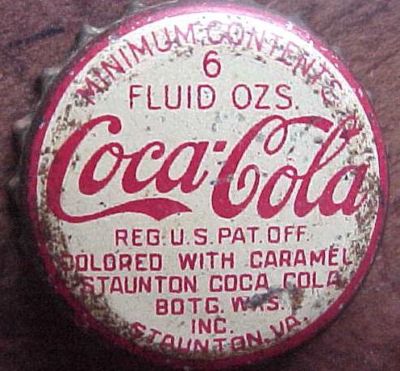 MINIMUM CONTENTS
6
FLUID OZS.
Coca-Cola
REG. U.S. PAT. OFF.
COLORED WITH CARAMEL
STAUNTON COCA COLA
BOTG. WKS.
INC.
STAUNTON, VA.